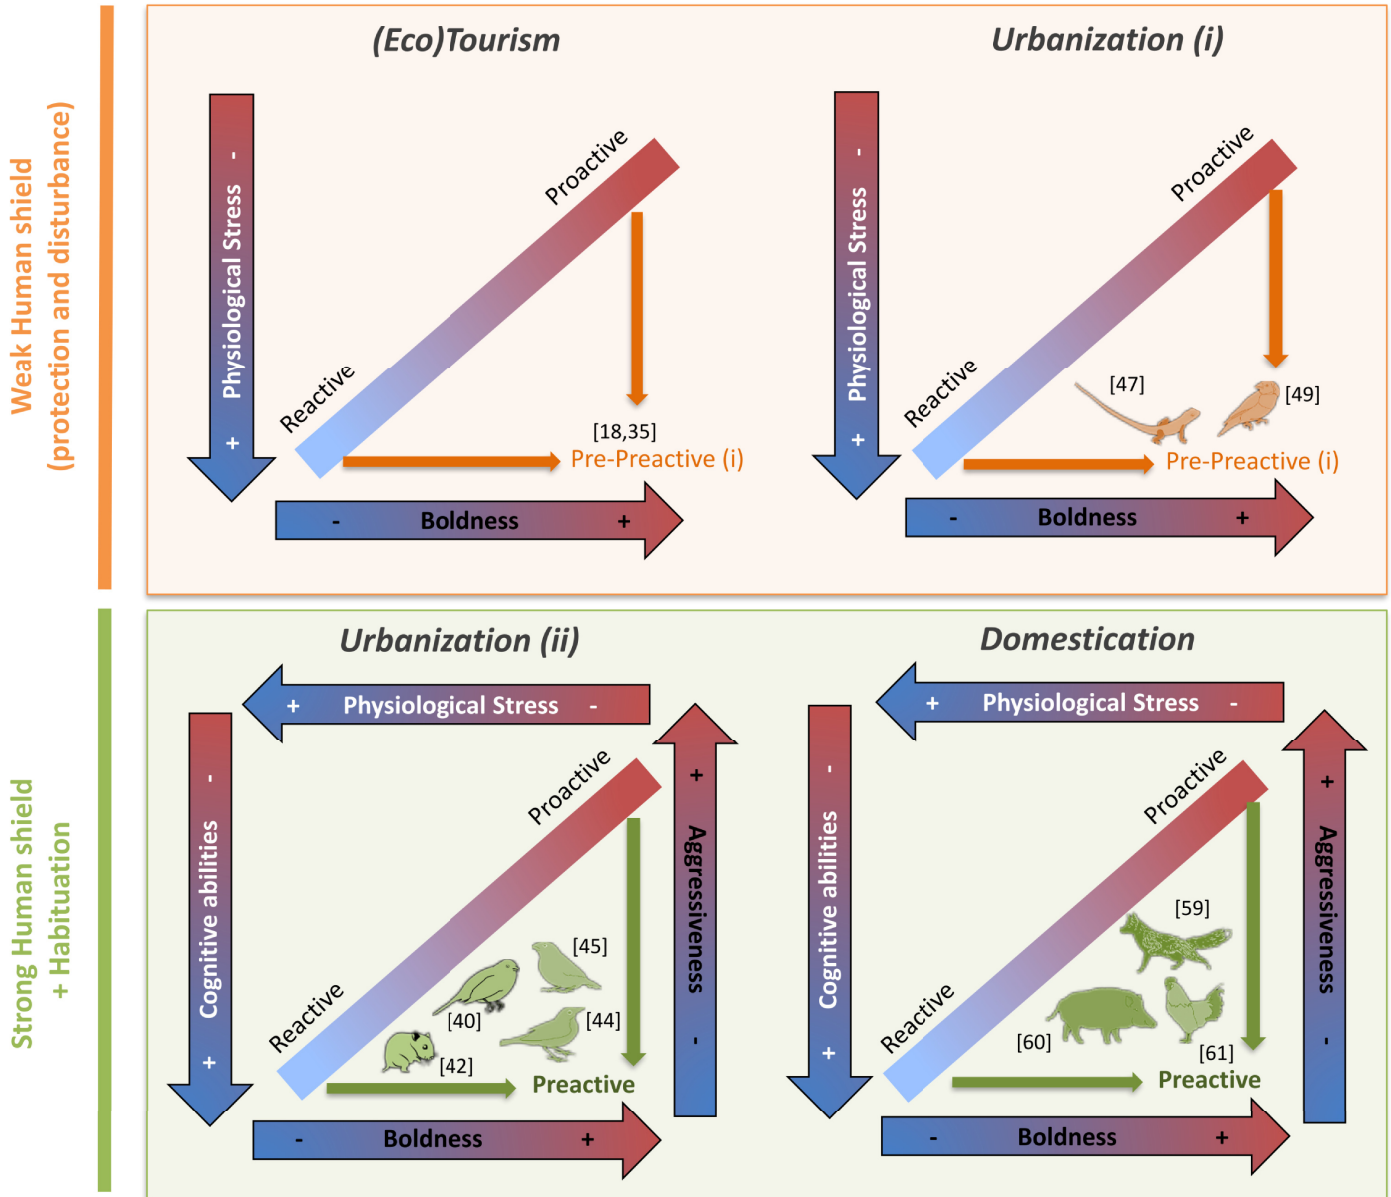 Weak Human shield
(protection and disturbance)
(Eco)Tourism
- Physiological Stress +
Proactive
Reactive
[18,35]
Pre-Preactive (i)
- Boldness +
Urbanization (i)
- Physiological Stress +
Proactive
Reactive
[47]
[49]
Pre-Preactive (i)
- Boldness +
Strong Human shield
+ Habituation
Urbanization (ii)
+ Physiological Stress -
- Cognitive abilities +
+ Aggressiveness -
Proactive
Reactive
[45]
[40]
[44]
[42]
Preactive
- Boldness +
Domestication
+ Physiological Stress -
- Cognitive abilities +
+ Aggressiveness -
Proactive
Reactive
[59]
[60]
[61]
Preactive
- Boldness +